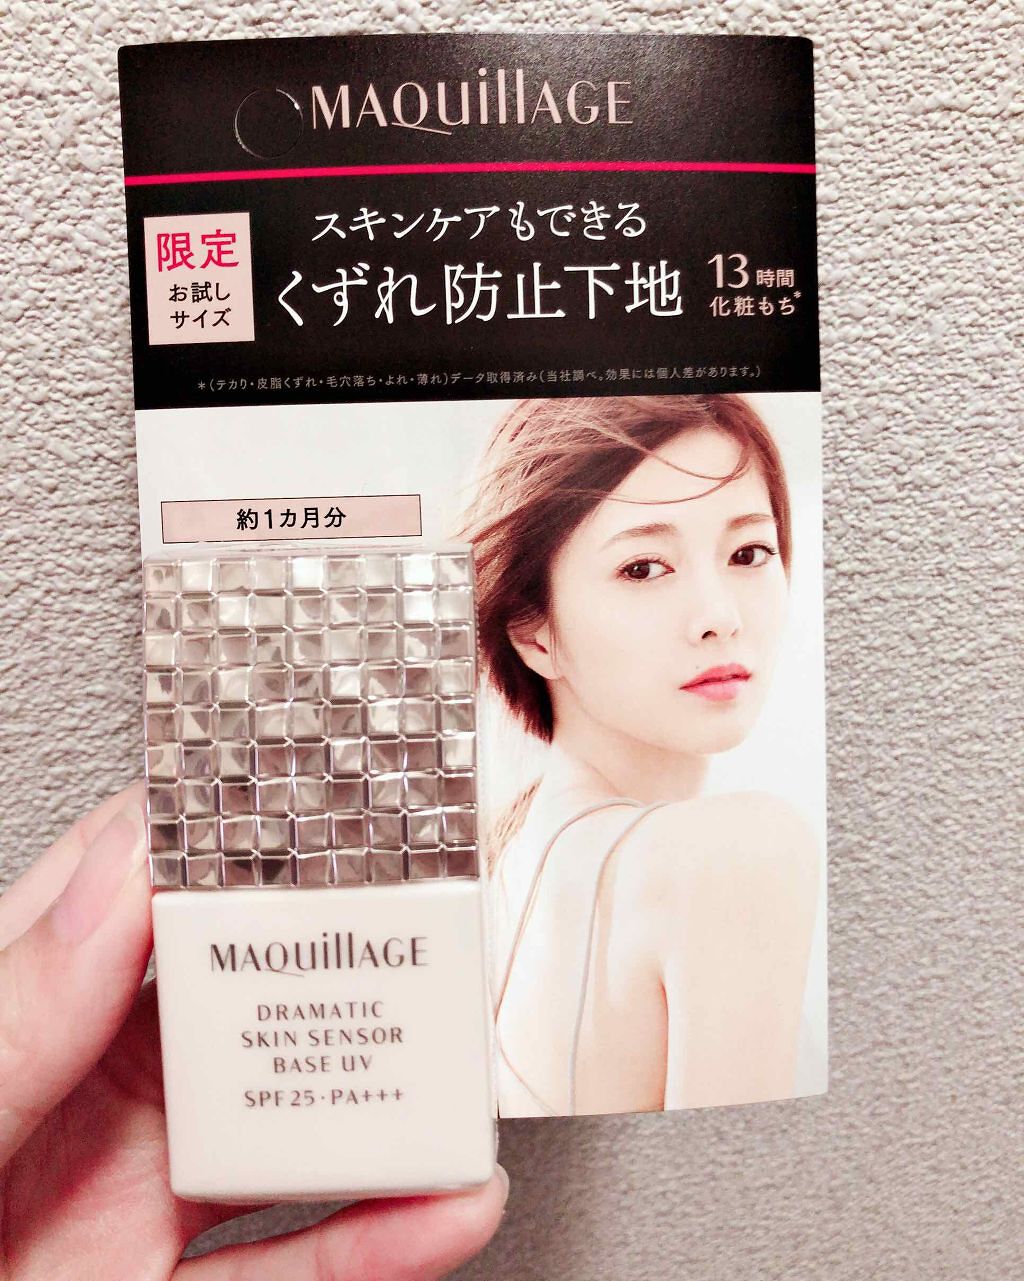 MAQuillAGE
限定
お試し
サイズ
スキンケアもできる
くずれ防止下地
13時間
化粧もち*
*(テカリ・皮脂くずれ・毛穴落ち・よれ・薄れ)データ取得済み(当社調べ。効果には個人差があります。)
約1カ月分
MAQuillAGE
DRAMATIC
SKIN SENSOR
BASE UV
SPF25・PA+++